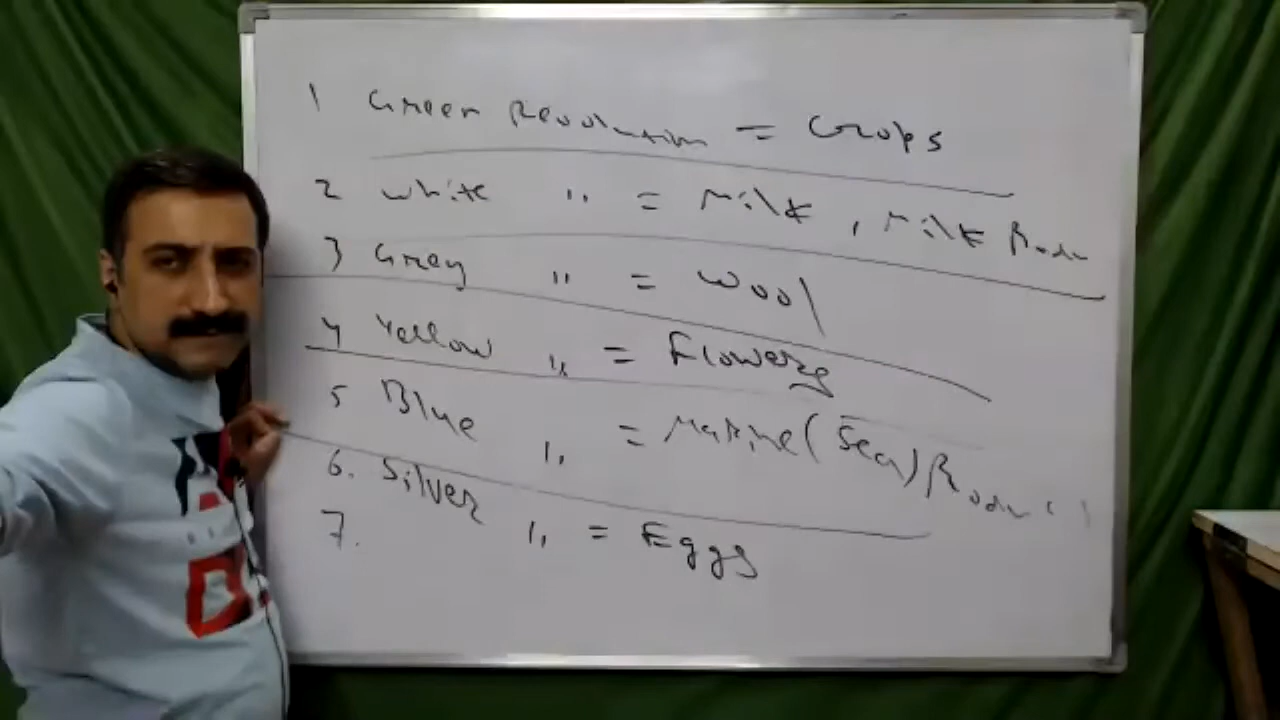 1 Green Revolution = Crops
2 White ,, = Milk, Milk Produ
3 Grey ,, = Wool
4 Yellow ,, = Flowers
5 Blue ,, = Marine (Sea) Product
6. Silver ,, = Eggs
7.